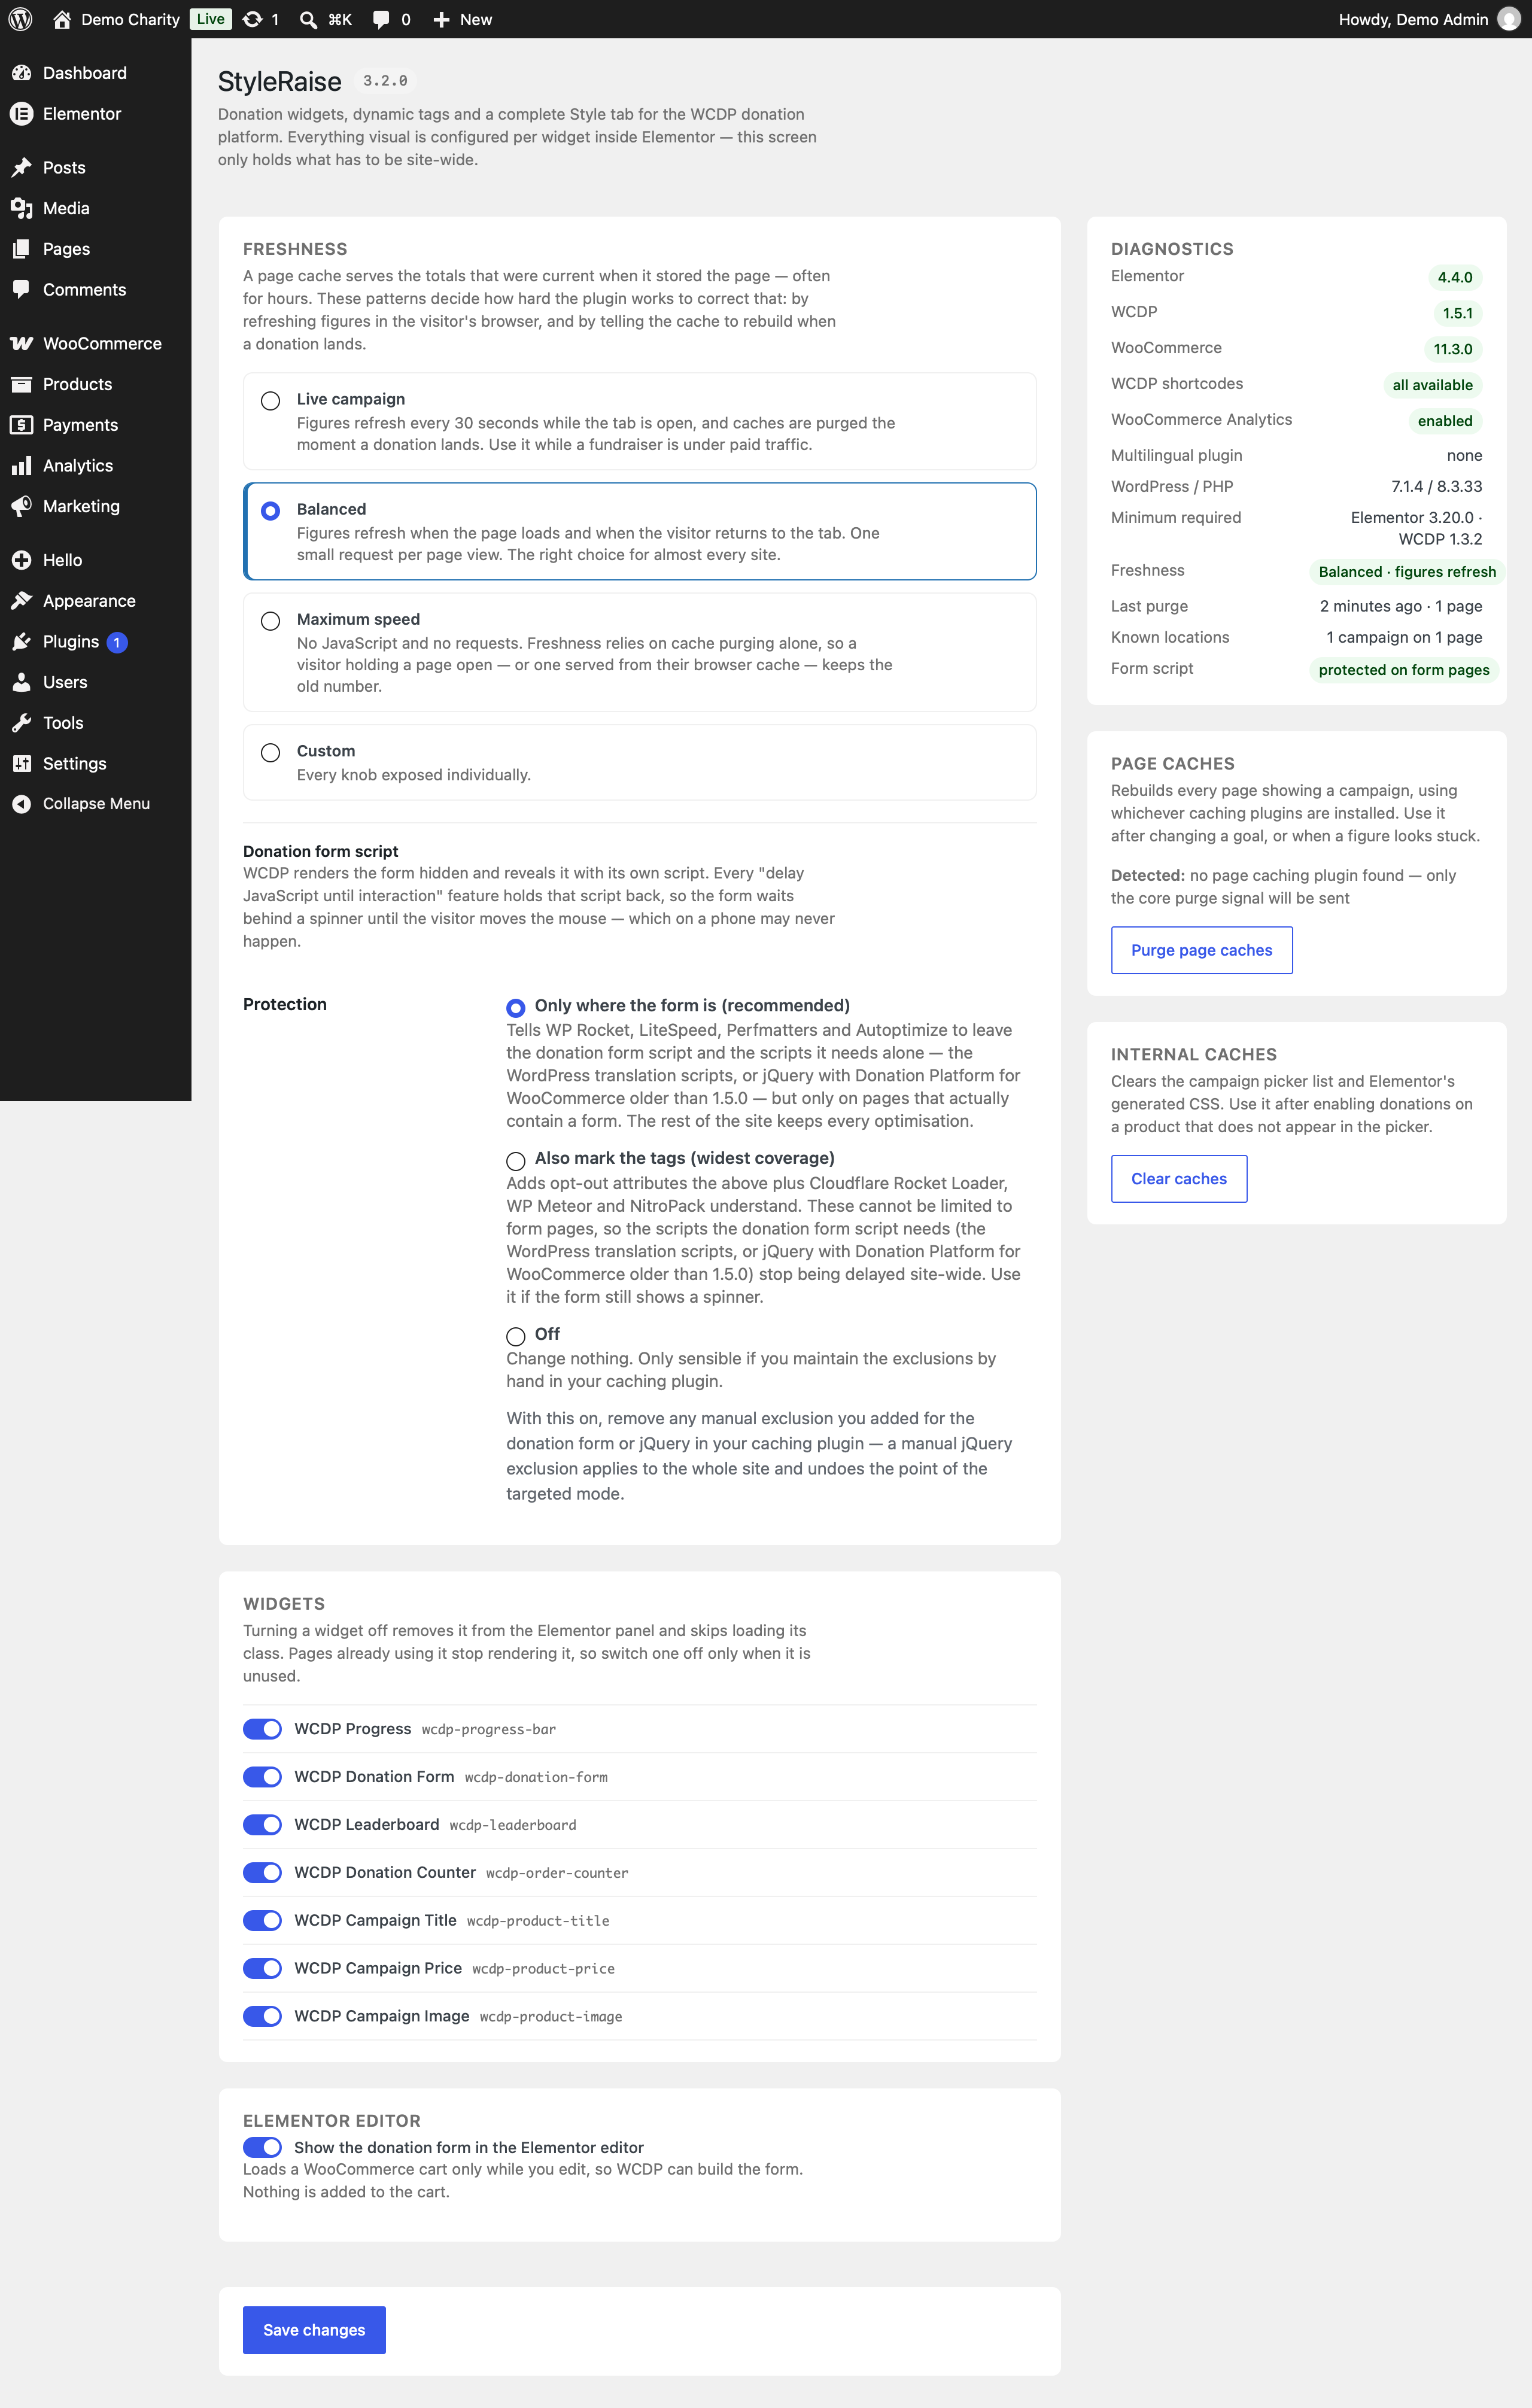 Demo Charity Live 1 ⌘K 0 New
Howdy, Demo Admin
Dashboard
Elementor
Posts
Media
Pages
Comments
WooCommerce
Products
Payments
Analytics
Marketing
Hello
Appearance
Plugins 1
Users
Tools
Settings
Collapse Menu
StyleRaise 3.2.0
Donation widgets, dynamic tags and a complete Style tab for the WCDP donation
platform. Everything visual is configured per widget inside Elementor — this screen
only holds what has to be site-wide.
FRESHNESS
A page cache serves the totals that were current when it stored the page — often
for hours. These patterns decide how hard the plugin works to correct that: by
refreshing figures in the visitor's browser, and by telling the cache to rebuild when
a donation lands.
Live campaign
Figures refresh every 30 seconds while the tab is open, and caches are purged the
moment a donation lands. Use it while a fundraiser is under paid traffic.
Balanced
Figures refresh when the page loads and when the visitor returns to the tab. One
small request per page view. The right choice for almost every site.
Maximum speed
No JavaScript and no requests. Freshness relies on cache purging alone, so a
visitor holding a page open — or one served from their browser cache — keeps the
old number.
Custom
Every knob exposed individually.
Donation form script
WCDP renders the form hidden and reveals it with its own script. Every "delay
JavaScript until interaction" feature holds that script back, so the form waits
behind a spinner until the visitor moves the mouse — which on a phone may never
happen.
Protection
Only where the form is (recommended)
Tells WP Rocket, LiteSpeed, Perfmatters and Autoptimize to leave
the donation form script and the scripts it needs alone — the
WordPress translation scripts, or jQuery with Donation Platform for
WooCommerce older than 1.5.0 — but only on pages that actually
contain a form. The rest of the site keeps every optimisation.
Also mark the tags (widest coverage)
Adds opt-out attributes the above plus Cloudflare Rocket Loader,
WP Meteor and NitroPack understand. These cannot be limited to
form pages, so the scripts the donation form script needs (the
WordPress translation scripts, or jQuery with Donation Platform for
WooCommerce older than 1.5.0) stop being delayed site-wide. Use
it if the form still shows a spinner.
Off
Change nothing. Only sensible if you maintain the exclusions by
hand in your caching plugin.
With this on, remove any manual exclusion you added for the
donation form or jQuery in your caching plugin — a manual jQuery
exclusion applies to the whole site and undoes the point of the
targeted mode.
WIDGETS
Turning a widget off removes it from the Elementor panel and skips loading its
class. Pages already using it stop rendering it, so switch one off only when it is
unused.
WCDP Progress wcdp-progress-bar
WCDP Donation Form wcdp-donation-form
WCDP Leaderboard wcdp-leaderboard
WCDP Donation Counter wcdp-order-counter
WCDP Campaign Title wcdp-product-title
WCDP Campaign Price wcdp-product-price
WCDP Campaign Image wcdp-product-image
ELEMENTOR EDITOR
Show the donation form in the Elementor editor
Loads a WooCommerce cart only while you edit, so WCDP can build the form.
Nothing is added to the cart.
Save changes
DIAGNOSTICS
Elementor 4.4.0
WCDP 1.5.1
WooCommerce 11.3.0
WCDP shortcodes all available
WooCommerce Analytics enabled
Multilingual plugin none
WordPress / PHP 7.1.4 / 8.3.33
Minimum required Elementor 3.20.0 ·
WCDP 1.3.2
Freshness Balanced · figures refresh
Last purge 2 minutes ago · 1 page
Known locations 1 campaign on 1 page
Form script protected on form pages
PAGE CACHES
Rebuilds every page showing a campaign, using
whichever caching plugins are installed. Use it
after changing a goal, or when a figure looks stuck.
Detected: no page caching plugin found — only
the core purge signal will be sent
Purge page caches
INTERNAL CACHES
Clears the campaign picker list and Elementor's
generated CSS. Use it after enabling donations on
a product that does not appear in the picker.
Clear caches